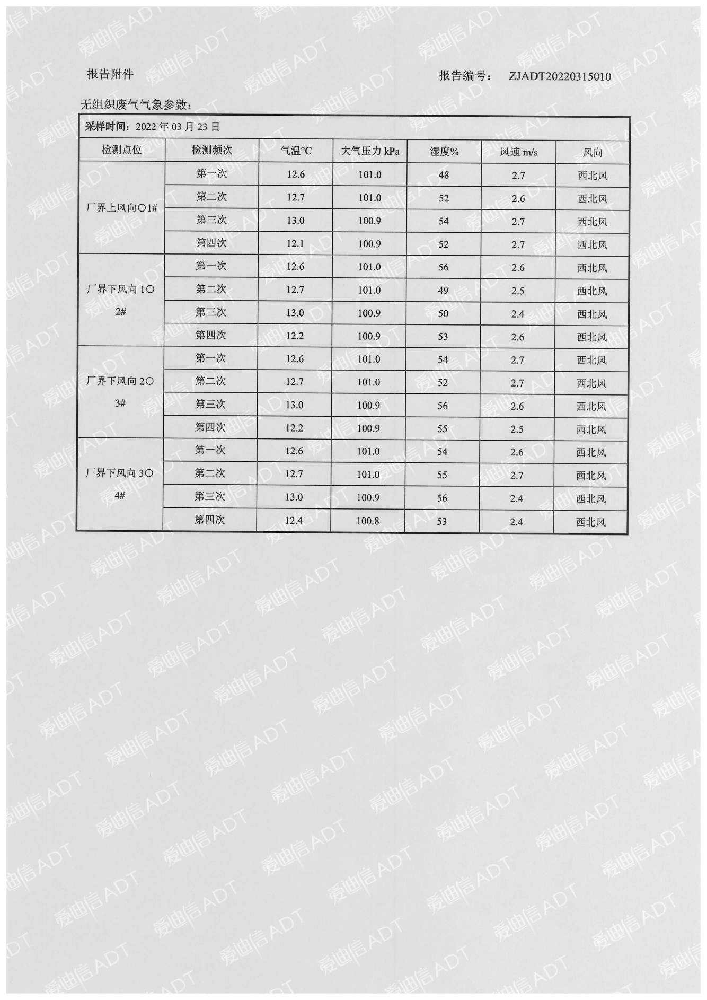 报告附件 报告编号： ZJADT20220315010
无组织废气气象参数：
采样时间：2022 年 03 月 23 日
检测点位 检测频次 气温℃ 大气压力 kPa 湿度% 风速 m/s 风向
厂界上风向〇1#
第一次 12.6 101.0 48 2.7 西北风
第二次 12.7 101.0 52 2.6 西北风
第三次 13.0 100.9 54 2.7 西北风
第四次 12.1 100.9 52 2.7 西北风
厂界下风向 1〇
2#
第一次 12.6 101.0 56 2.6 西北风
第二次 12.7 101.0 49 2.5 西北风
第三次 13.0 100.9 50 2.4 西北风
第四次 12.2 100.9 53 2.6 西北风
厂界下风向 2〇
3#
第一次 12.6 101.0 54 2.7 西北风
第二次 12.7 101.0 52 2.7 西北风
第三次 13.0 100.9 56 2.6 西北风
第四次 12.2 100.9 55 2.5 西北风
厂界下风向 3〇
4#
第一次 12.6 101.0 54 2.6 西北风
第二次 12.7 101.0 55 2.7 西北风
第三次 13.0 100.9 56 2.4 西北风
第四次 12.4 100.8 53 2.4 西北风
爱迪信 ADT